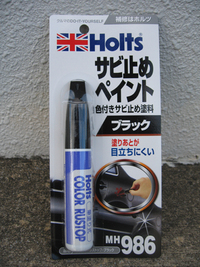 補修はホルツ
Holts
サビ止め
ペイント
色付きサビ止め塗料
ブラック
塗りあとが
目立ちにくい
Holts
COLOR RUSTOP
MH986